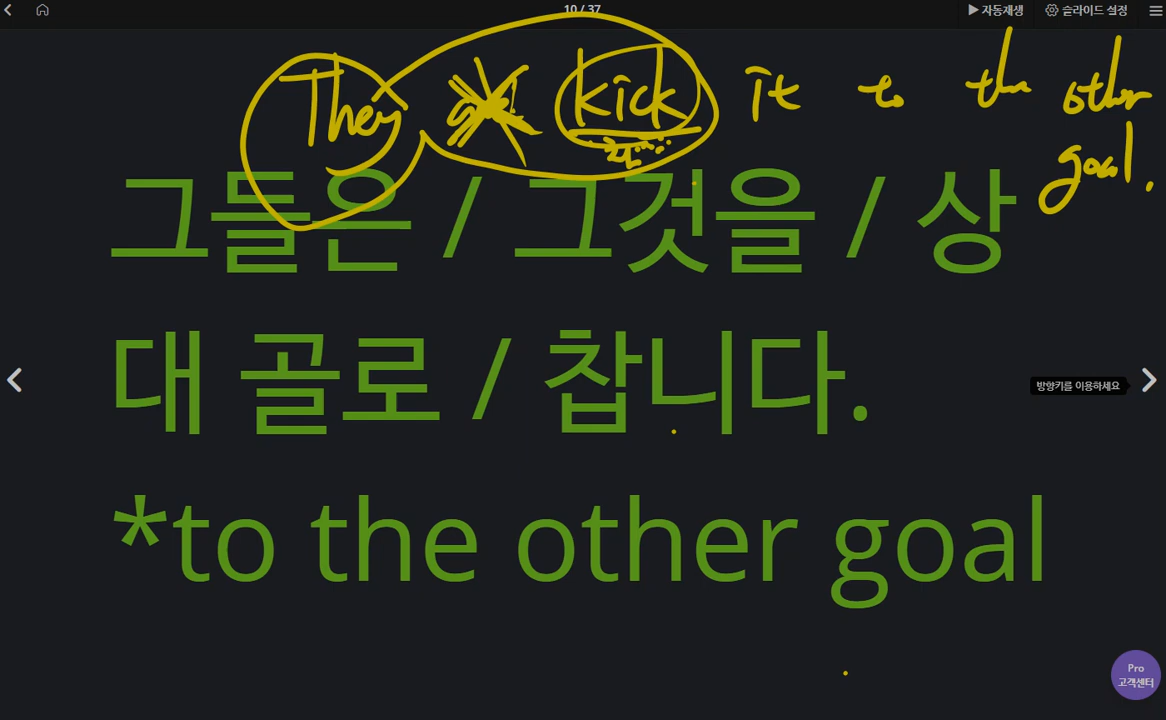 10 / 37
▶ 자동재생
슬라이드 설정
They kick it to the other
goal.
그들은 / 그것을 / 상
대 골로 / 찹니다.
방향키를 이용하세요
*to the other goal
Pro
고객센터